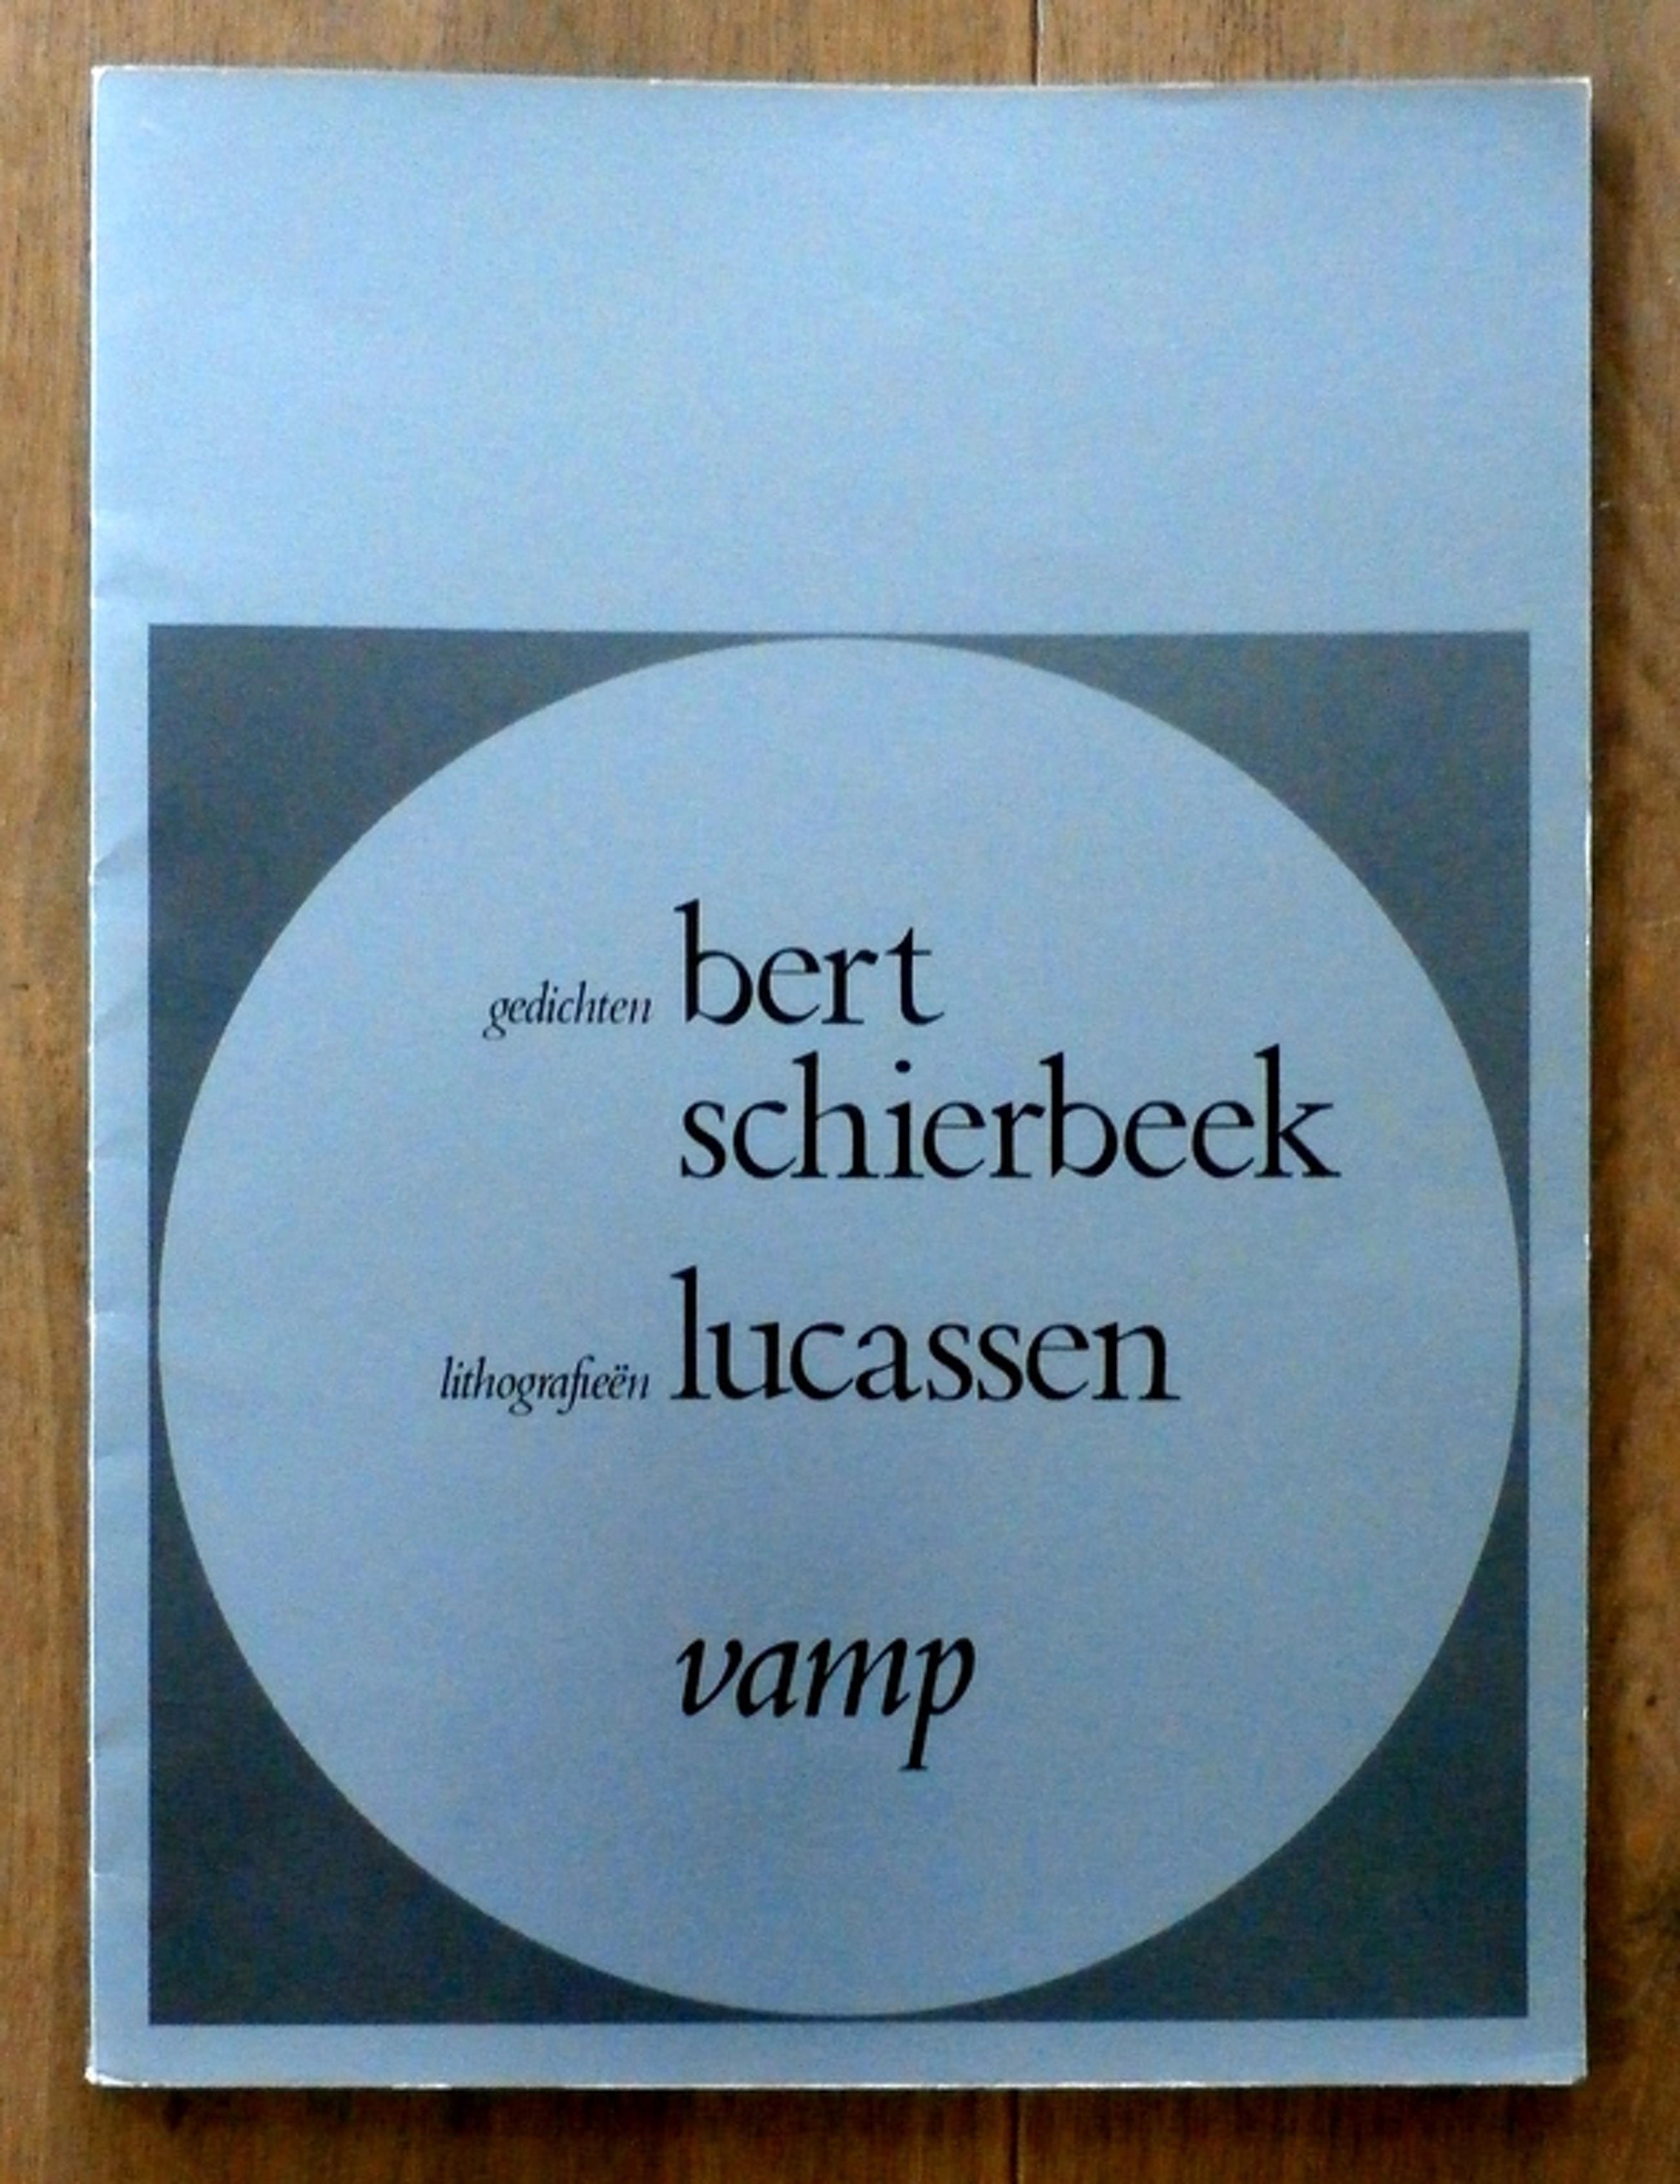 gedichten bert
schierbeek
lithografieën lucassen
vamp